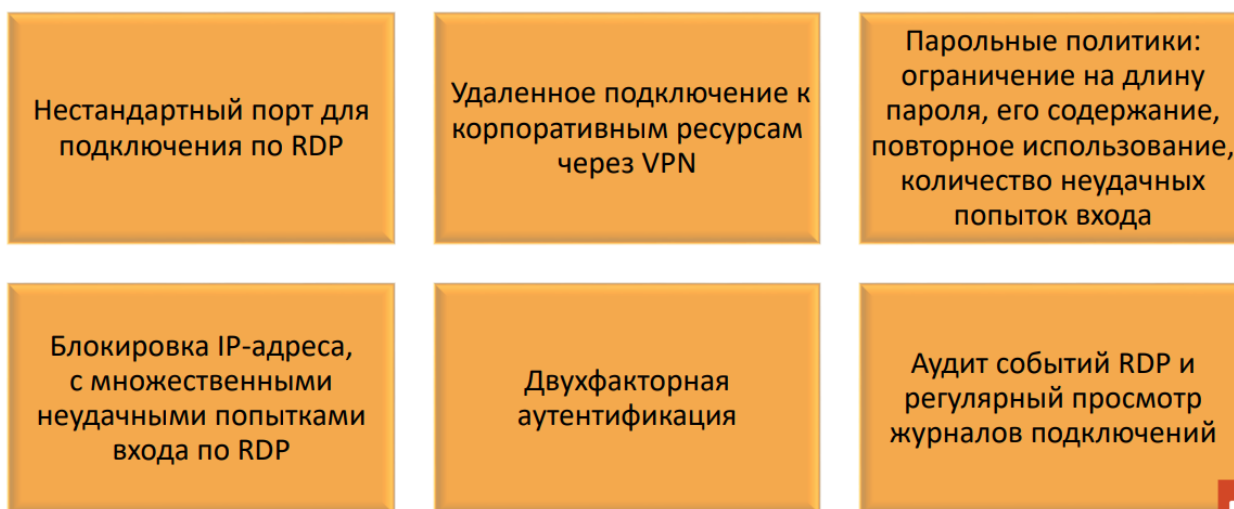 Нестандартный порт для
подключения по RDP
Удаленное подключение к
корпоративным ресурсам
через VPN
Парольные политики:
ограничение на длину
пароля, его содержание,
повторное использование,
количество неудачных
попыток входа
Блокировка IP-адреса,
с множественными
неудачными попытками
входа по RDP
Двухфакторная
аутентификация
Аудит событий RDP и
регулярный просмотр
журналов подключений